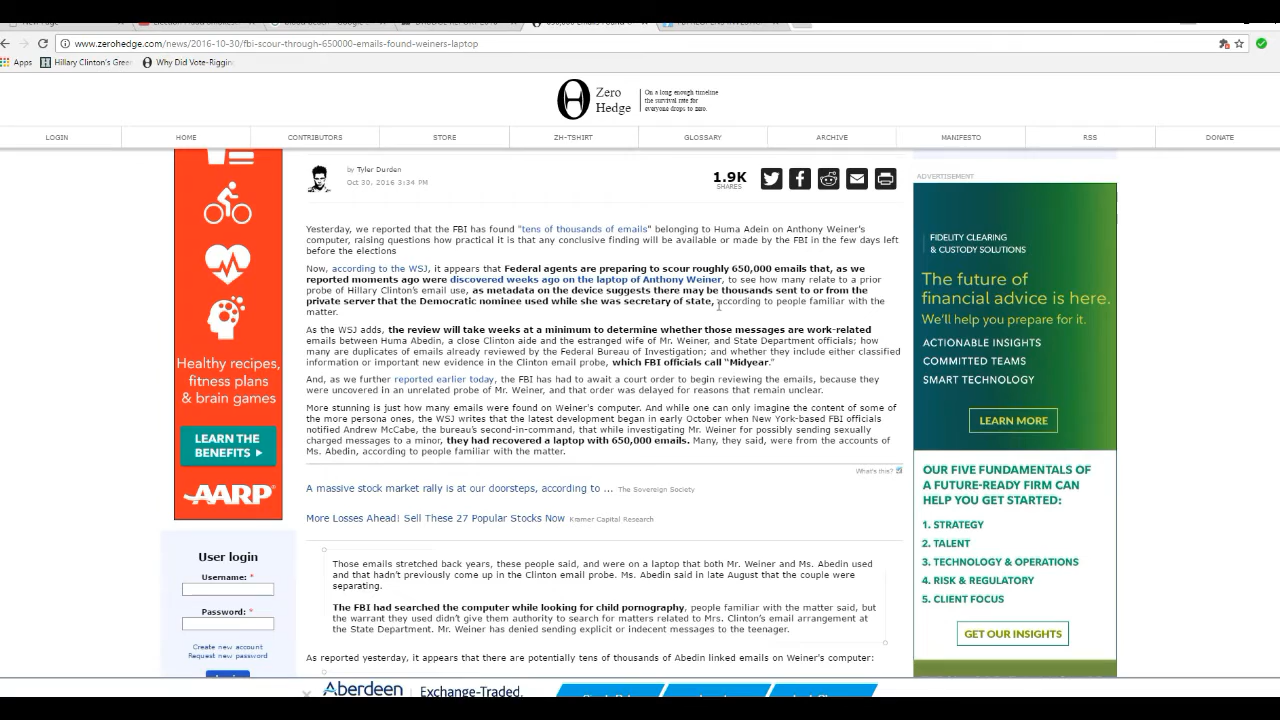 www.zerohedge.com/news/2016-10-30/fbi-scour-through-650000-emails-found-weiners-laptop
Apps
Hillary Clinton's Gree
Why Did Vote-Riggin
Zero
Hedge
On a long enough timeline
the survival rate for
everyone drops to zero.
LOGIN
HOME
CONTRIBUTORS
STORE
ZH-TSHIRT
GLOSSARY
ARCHIVE
MANIFESTO
RSS
DONATE
by Tyler Durden
Oct 30, 2016 3:34 PM
1.9K
SHARES
Yesterday, we reported that the FBI has found "tens of thousands of emails" belonging to Huma Adein on Anthony Weiner's
computer, raising questions how practical it is that any conclusive finding will be available or made by the FBI in the few days left
before the elections
Now, according to the WSJ, it appears that Federal agents are preparing to scour roughly 650,000 emails that, as we
reported moments ago were discovered weeks ago on the laptop of Anthony Weiner, to see how many relate to a prior
probe of Hillary Clinton's email use, as metadata on the device suggests there may be thousands sent to or from the
private server that the Democratic nominee used while she was secretary of state, according to people familiar with the
matter.
As the WSJ adds, the review will take weeks at a minimum to determine whether those messages are work-related
emails between Huma Abedin, a close Clinton aide and the estranged wife of Mr. Weiner, and State Department officials; how
many are duplicates of emails already reviewed by the Federal Bureau of Investigation; and whether they include either classified
information or important new evidence in the Clinton email probe, which FBI officials call "Midyear."
And, as we further reported earlier today, the FBI has had to await a court order to begin reviewing the emails, because they
were uncovered in an unrelated probe of Mr. Weiner, and that order was delayed for reasons that remain unclear.
More stunning is just how many emails were found on Weiner's computer. And while one can only imagine the content of some of
the more persona ones, the WSJ writes that the latest development began in early October when New York-based FBI officials
notified Andrew McCabe, the bureau's second-in-command, that while investigating Mr. Weiner for possibly sending sexually
charged messages to a minor, they had recovered a laptop with 650,000 emails. Many, they said, were from the accounts of
Ms. Abedin, according to people familiar with the matter.
What's this?
A massive stock market rally is at our doorsteps, according to ... The Sovereign Society
More Losses Ahead! Sell These 27 Popular Stocks Now Kramer Capital Research
Those emails stretched back years, these people said, and were on a laptop that both Mr. Weiner and Ms. Abedin used
and that hadn't previously come up in the Clinton email probe. Ms. Abedin said in late August that the couple were
separating.
The FBI had searched the computer while looking for child pornography, people familiar with the matter said, but
the warrant they used didn't give them authority to search for matters related to Mrs. Clinton's email arrangement at
the State Department. Mr. Weiner has denied sending explicit or indecent messages to the teenager.
As reported yesterday, it appears that there are potentially tens of thousands of Abedin linked emails on Weiner's computer:
Healthy recipes,
fitness plans
& brain games
LEARN THE
BENEFITS
AARP
User login
Username: *
Password: *
Create new account
Request new password
ADVERTISEMENT
FIDELITY CLEARING
& CUSTODY SOLUTIONS
The future of
financial advice is here.
We'll help you prepare for it.
ACTIONABLE INSIGHTS
COMMITTED TEAMS
SMART TECHNOLOGY
LEARN MORE
OUR FIVE FUNDAMENTALS OF
A FUTURE-READY FIRM CAN
HELP YOU GET STARTED:
1. STRATEGY
2. TALENT
3. TECHNOLOGY & OPERATIONS
4. RISK & REGULATORY
5. CLIENT FOCUS
GET OUR INSIGHTS
Aberdeen
Exchange-Traded